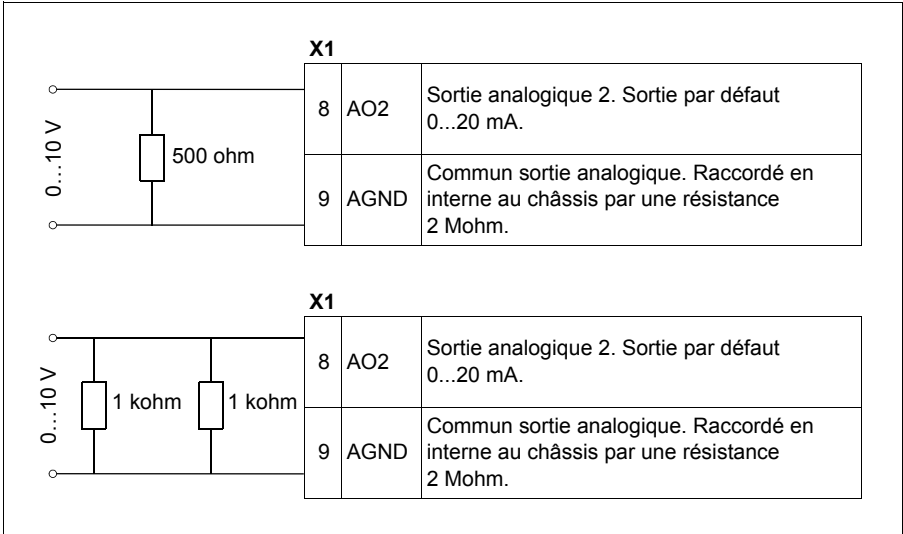 X1
0...10 V
500 ohm
8 AO2 Sortie analogique 2. Sortie par défaut
0...20 mA.
9 AGND Commun sortie analogique. Raccordé en
interne au châssis par une résistance
2 Mohm.
X1
0...10 V
1 kohm 1 kohm
8 AO2 Sortie analogique 2. Sortie par défaut
0...20 mA.
9 AGND Commun sortie analogique. Raccordé en
interne au châssis par une résistance
2 Mohm.